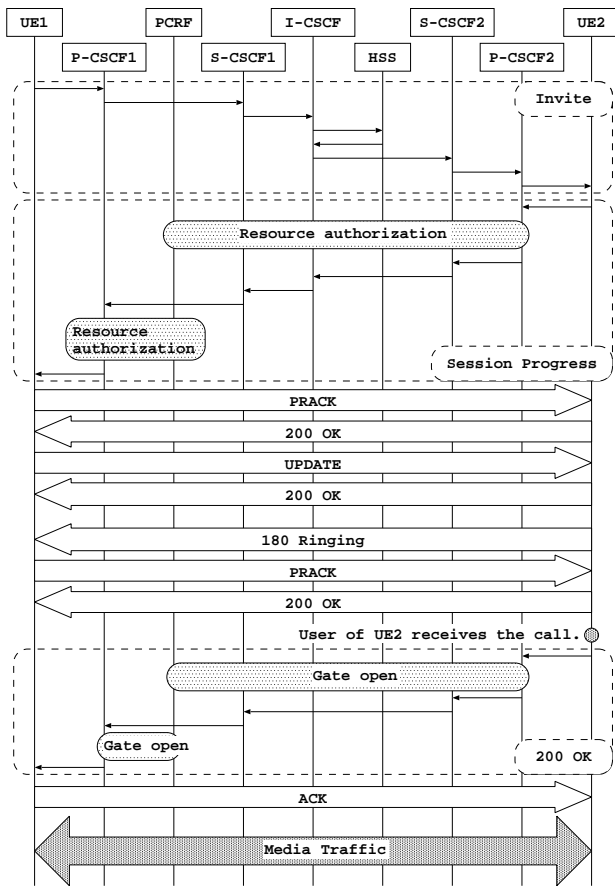 UE1
PCRF
I-CSCF
S-CSCF2
UE2
P-CSCF1
S-CSCF1
HSS
P-CSCF2
Invite
Resource authorization
Resource
authorization
Session Progress
PRACK
200 OK
UPDATE
200 OK
180 Ringing
PRACK
200 OK
User of UE2 receives the call.
Gate open
Gate open
200 OK
ACK
Media Traffic